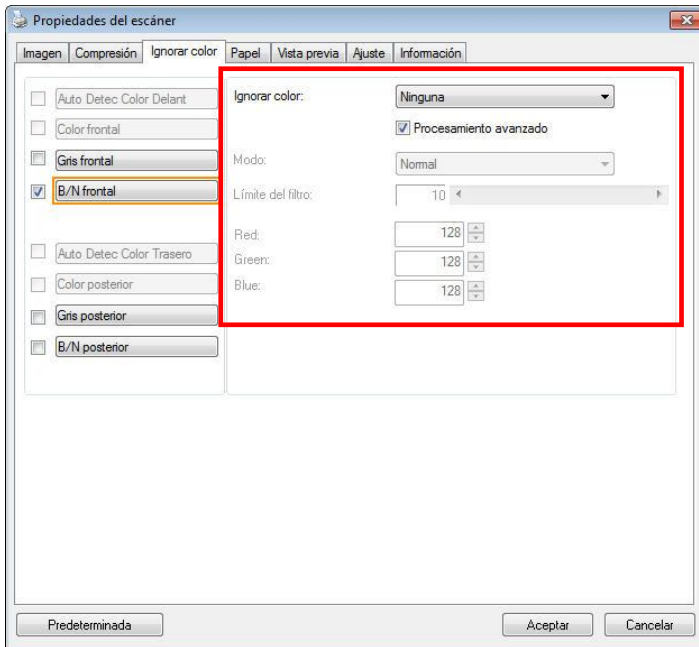 Propiedades del escáner
Imagen Compresión Ignorar color Papel Vista previa Ajuste Información
Auto Detec Color Delant
Color frontal
Gris frontal
B/N frontal
Auto Detec Color Trasero
Color posterior
Gris posterior
B/N posterior
Ignorar color: Ninguna
Procesamiento avanzado
Modo: Normal
Límite del filtro: 10
Red: 128
Green: 128
Blue: 128
Predeterminada Aceptar Cancelar